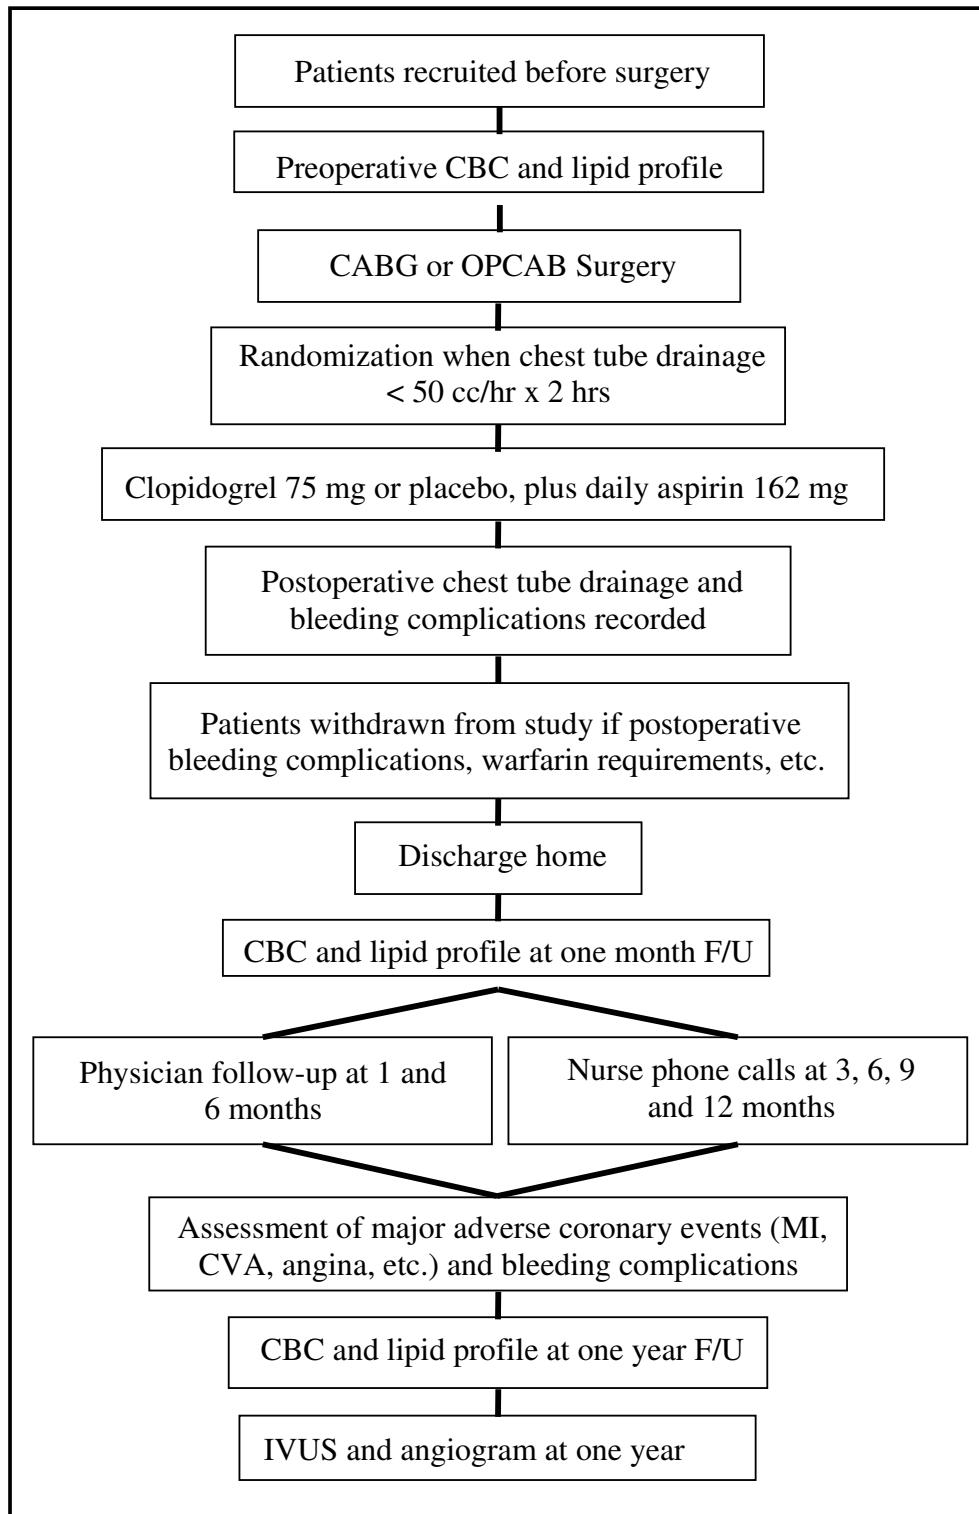 Patients recruited before surgery
Preoperative CBC and lipid profile
CABG or OPCAB Surgery
Randomization when chest tube drainage
< 50 cc/hr x 2 hrs
Clopidogrel 75 mg or placebo, plus daily aspirin 162 mg
Postoperative chest tube drainage and
bleeding complications recorded
Patients withdrawn from study if postoperative
bleeding complications, warfarin requirements, etc.
Discharge home
CBC and lipid profile at one month F/U
Physician follow-up at 1 and
6 months
Nurse phone calls at 3, 6, 9
and 12 months
Assessment of major adverse coronary events (MI,
CVA, angina, etc.) and bleeding complications
CBC and lipid profile at one year F/U
IVUS and angiogram at one year